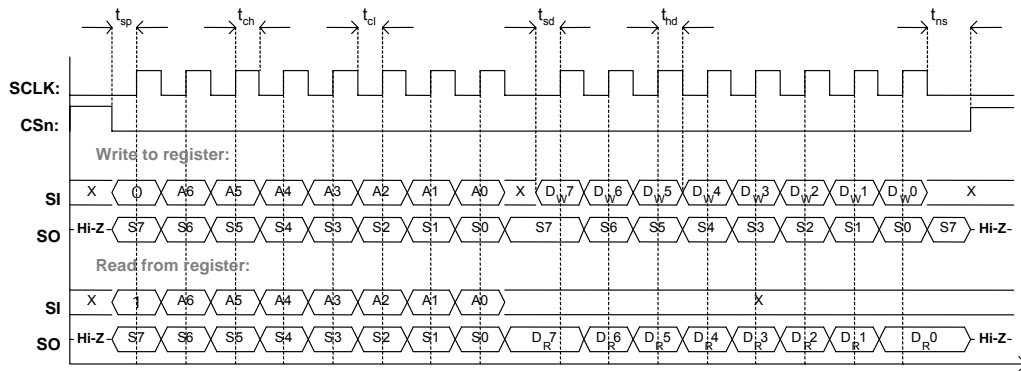 tsp tch tcl tsd thd tns
SCLK:
CSn:
Write to register:
SI X 0 A6 A5 A4 A3 A2 A1 A0 X DW7 DW6 DW5 DW4 DW3 DW2 DW1 DW0 X
SO Hi-Z S7 S6 S5 S4 S3 S2 S1 S0 S7 S6 S5 S4 S3 S2 S1 S0 S7 Hi-Z
Read from register:
SI X 1 A6 A5 A4 A3 A2 A1 A0 X
SO Hi-Z S7 S6 S5 S4 S3 S2 S1 S0 DR7 DR6 DR5 DR4 DR3 DR2 DR1 DR0 Hi-Z